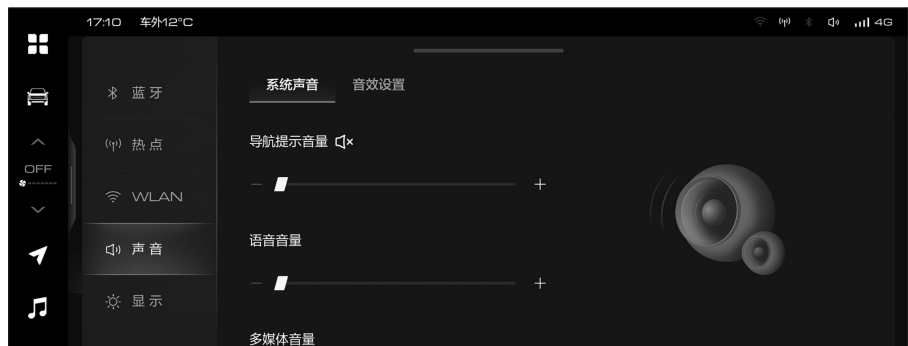 17:10 车外12°C
4G
蓝牙
热点
OFF
WLAN
声音
显示
系统声音 音效设置
导航提示音量
语音音量
多媒体音量